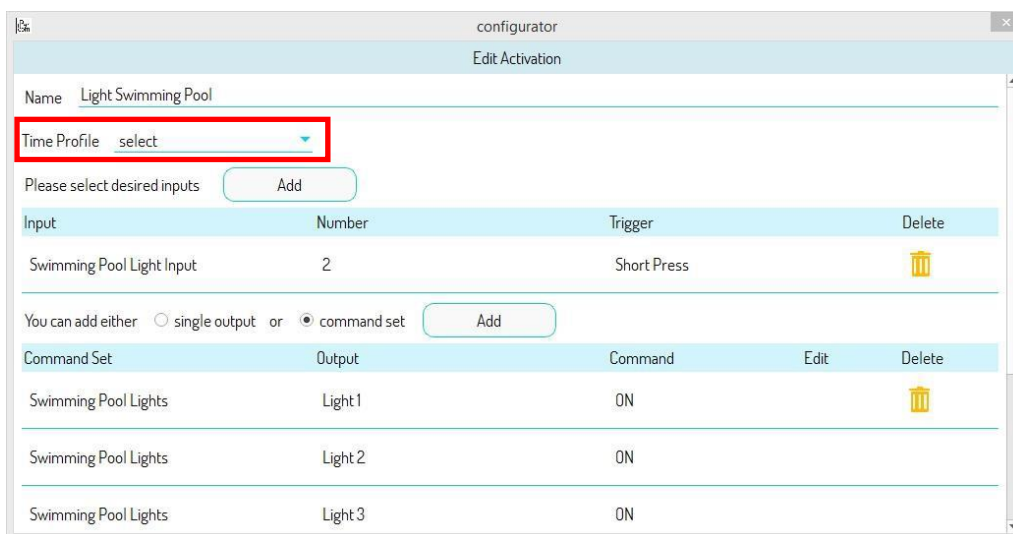 configurator
Edit Activation
Name Light Swimming Pool
Time Profile select
Please select desired inputs Add
Input Number Trigger Delete
Swimming Pool Light Input 2 Short Press
You can add either single output or command set Add
Command Set Output Command Edit Delete
Swimming Pool Lights Light 1 ON
Swimming Pool Lights Light 2 ON
Swimming Pool Lights Light 3 ON